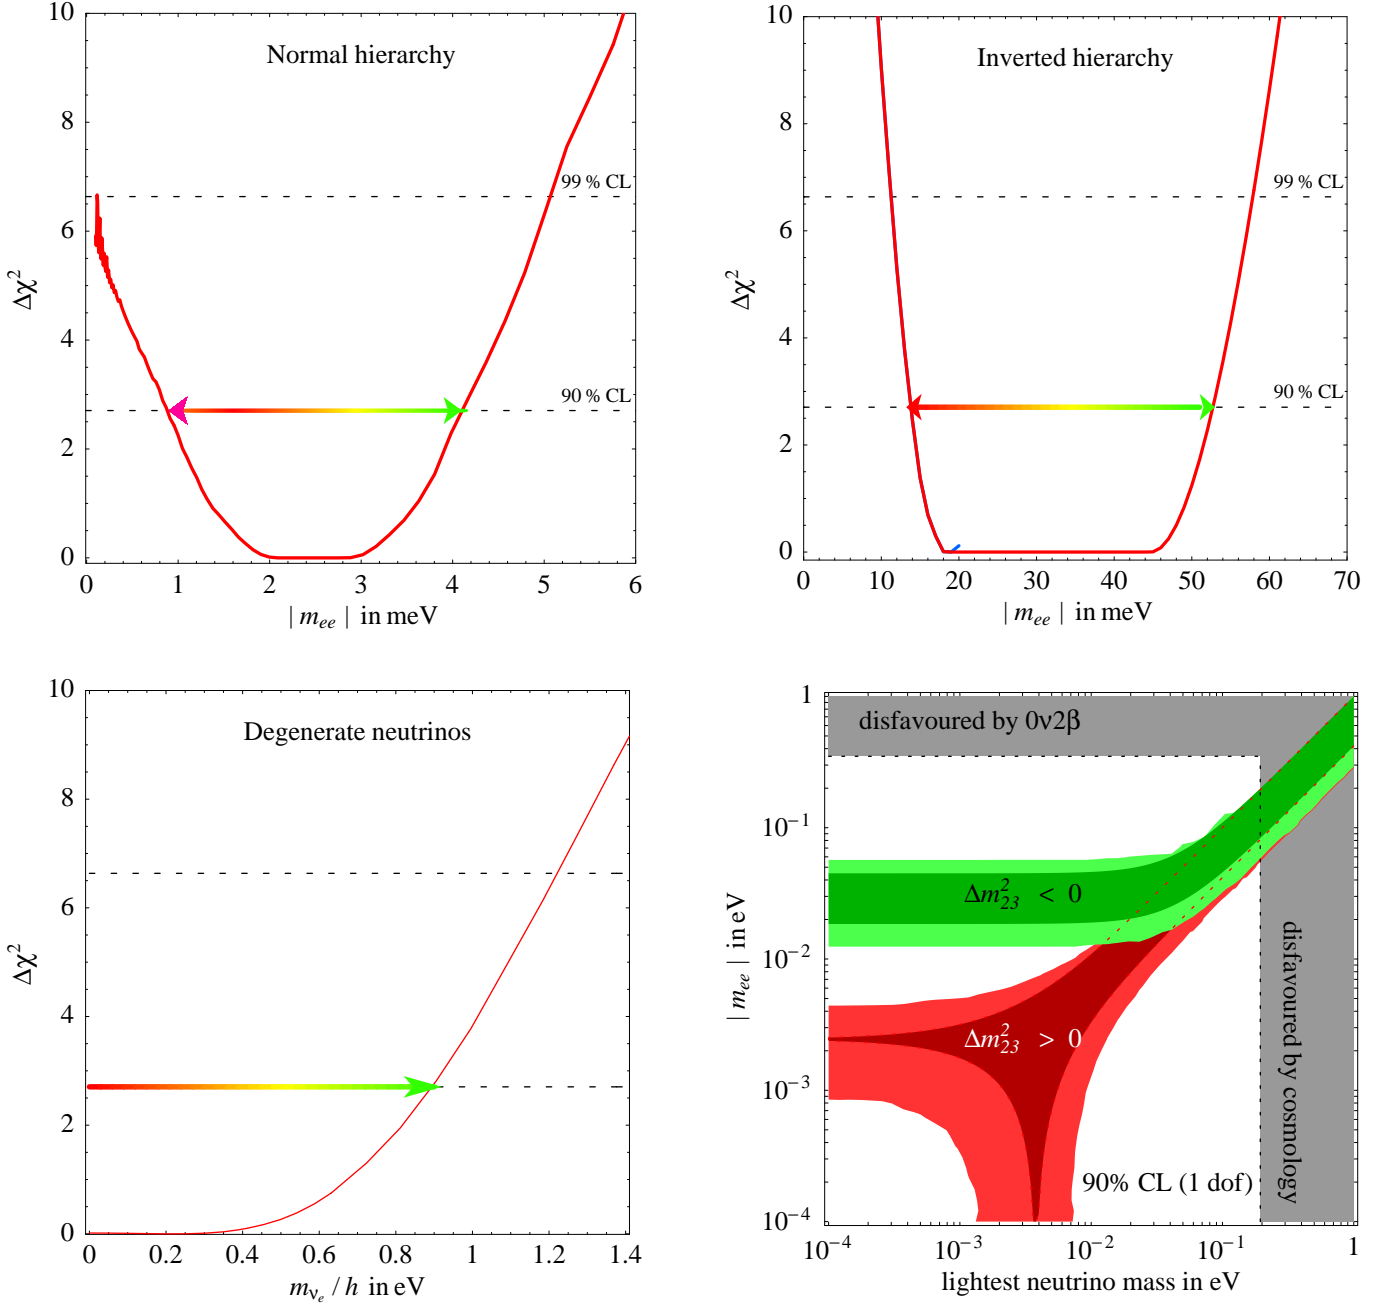 Normal hierarchy
10
8
6
4
2
0
99 % CL
90 % CL
Δχ²
0 1 2 3 4 5 6
| m_ee | in meV
Inverted hierarchy
10
8
6
4
2
0
99 % CL
90 % CL
Δχ²
0 10 20 30 40 50 60 70
| m_ee | in meV
Degenerate neutrinos
10
8
6
4
2
0
Δχ²
0 0.2 0.4 0.6 0.8 1 1.2 1.4
m_νe / h in eV
disfavoured by 0ν2β
1
10⁻¹
10⁻²
10⁻³
10⁻⁴
| m_ee | in eV
Δm²₂₃ < 0
Δm²₂₃ > 0
disfavoured by cosmology
90% CL (1 dof)
10⁻⁴ 10⁻³ 10⁻² 10⁻¹ 1
lightest neutrino mass in eV